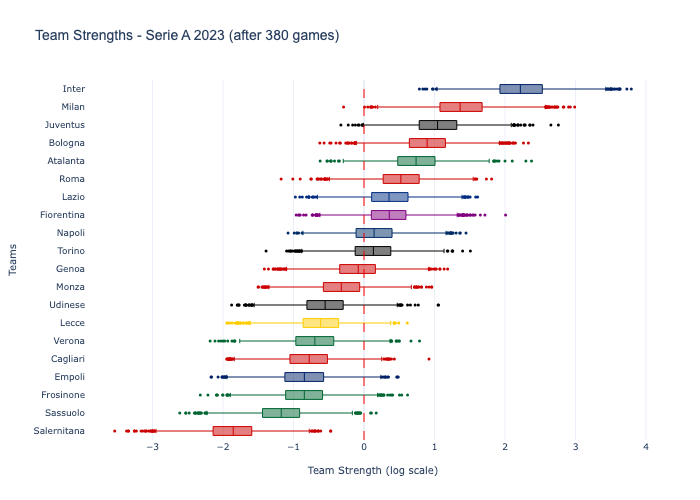 Team Strengths - Serie A 2023 (after 380 games)
Inter
Milan
Juventus
Bologna
Atalanta
Roma
Lazio
Fiorentina
Napoli
Torino
Genoa
Monza
Udinese
Lecce
Verona
Cagliari
Empoli
Frosinone
Sassuolo
Salernitana
Teams
−3 −2 −1 0 1 2 3 4
Team Strength (log scale)